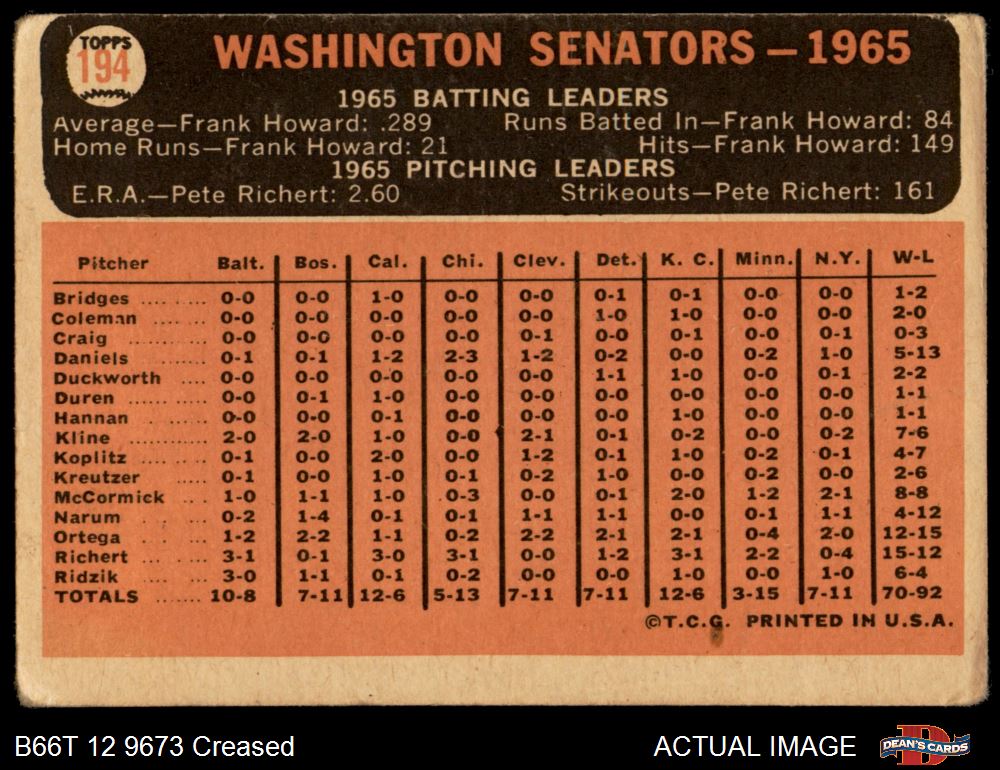 TOPPS
194
WASHINGTON SENATORS — 1965
1965 BATTING LEADERS
Average—Frank Howard: .289 Runs Batted In—Frank Howard: 84
Home Runs—Frank Howard: 21 Hits—Frank Howard: 149
1965 PITCHING LEADERS
E.R.A.—Pete Richert: 2.60 Strikeouts—Pete Richert: 161
Pitcher Balt. Bos. Cal. Chi. Clev. Det. K. C. Minn. N.Y. W-L
Bridges 0-0 0-0 1-0 0-0 0-0 0-1 0-1 0-0 0-0 1-2
Coleman 0-0 0-0 0-0 0-0 0-0 1-0 1-0 0-0 0-0 2-0
Craig 0-0 0-0 0-0 0-0 0-1 0-0 0-1 0-0 0-1 0-3
Daniels 0-1 0-1 1-2 2-3 1-2 0-2 0-0 0-2 1-0 5-13
Duckworth 0-0 0-0 0-0 0-0 0-0 1-1 1-0 0-0 0-1 2-2
Duren 0-0 0-1 1-0 0-0 0-0 0-0 0-0 0-0 0-0 1-1
Hannan 0-0 0-0 0-1 0-0 0-0 0-0 1-0 0-0 0-0 1-1
Kline 2-0 2-0 1-0 0-0 2-1 0-1 0-2 0-0 0-2 7-6
Koplitz 0-1 0-0 2-0 0-0 1-2 0-1 1-0 0-2 0-1 4-7
Kreutzer 0-1 0-0 1-0 0-1 0-2 1-0 0-0 0-2 0-0 2-6
McCormick 1-0 1-1 1-0 0-3 0-0 0-1 2-0 1-2 2-1 8-8
Narum 0-2 1-4 0-1 0-1 1-1 1-1 0-0 0-1 1-1 4-12
Ortega 1-2 2-2 1-1 0-2 2-2 2-1 2-1 0-4 2-0 12-15
Richert 3-1 0-1 3-0 3-1 0-0 1-2 3-1 2-2 0-4 15-12
Ridzik 3-0 1-1 0-1 0-2 0-0 0-0 1-0 0-0 1-0 6-4
TOTALS 10-8 7-11 12-6 5-13 7-11 7-11 12-6 3-15 7-11 70-92
©T.C.G. PRINTED IN U.S.A.
B66T 12 9673 Creased ACTUAL IMAGE DEAN'S CARDS